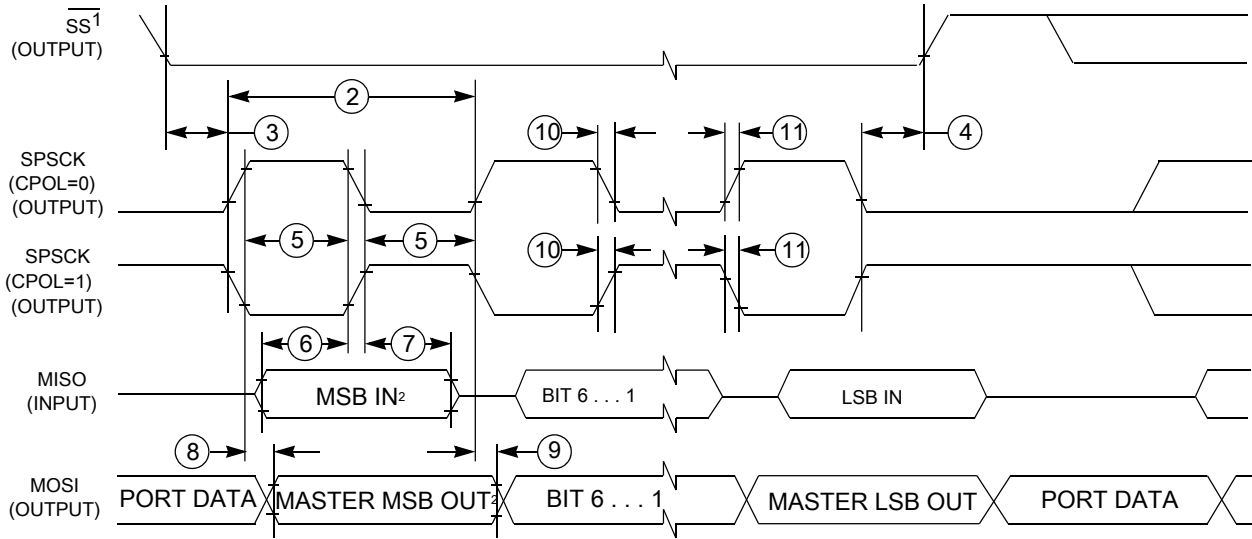 SS1
(OUTPUT)
2
3
10
11
4
SPSCK
(CPOL=0)
(OUTPUT)
5
5
SPSCK
(CPOL=1)
(OUTPUT)
10
11
6
7
MISO
(INPUT)
MSB IN2
BIT 6 . . . 1
LSB IN
8
9
MOSI
(OUTPUT)
PORT DATA
MASTER MSB OUT2
BIT 6 . . . 1
MASTER LSB OUT
PORT DATA